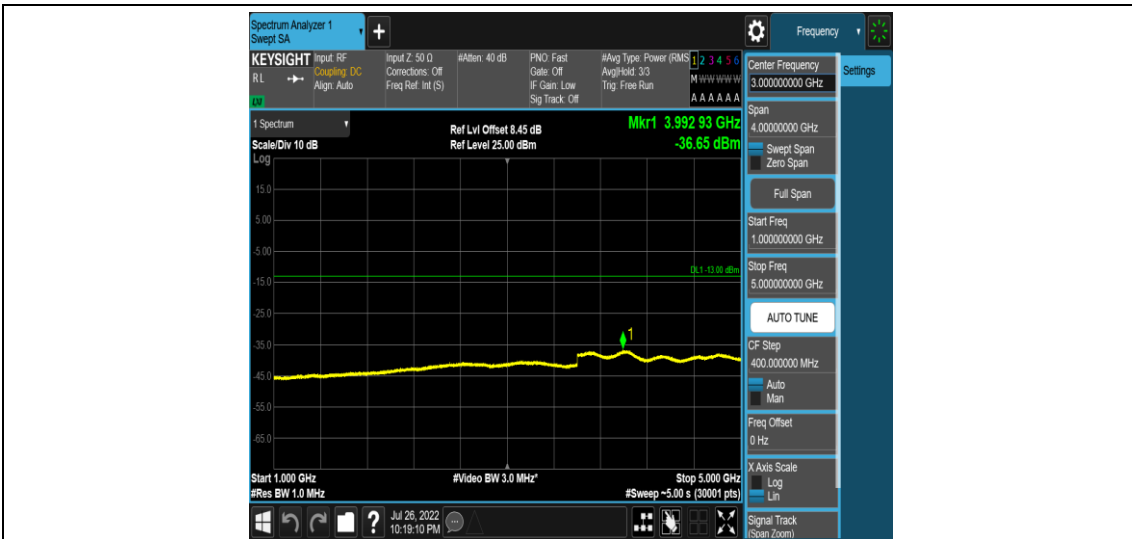 Spectrum Analyzer 1
Swept SA
+
Frequency
KEYSIGHT
RL
LXI
Input: RF
Coupling: DC
Align: Auto
Input Z: 50 Ω
Corrections: Off
Freq Ref: Int (S)
#Atten: 40 dB
PNO: Fast
Gate: Off
IF Gain: Low
Sig Track: Off
#Avg Type: Power (RMS
Avg|Hold: 3/3
Trig: Free Run
1 2 3 4 5 6
M W W W W W
A A A A A A
Center Frequency
3.000000000 GHz
Settings
1 Spectrum
Scale/Div 10 dB
Log
Ref Lvl Offset 8.45 dB
Ref Level 25.00 dBm
Mkr1 3.992 93 GHz
-36.65 dBm
Span
4.00000000 GHz
Swept Span
Zero Span
Full Span
Start Freq
1.000000000 GHz
Stop Freq
5.000000000 GHz
AUTO TUNE
CF Step
400.000000 MHz
Auto
Man
Freq Offset
0 Hz
X Axis Scale
Log
Lin
Signal Track
(Span Zoom)
15.0
5.00
-5.00
DL1 -13.00 dBm
-15.0
-25.0
-35.0
1
-45.0
-55.0
-65.0
Start 1.000 GHz
#Res BW 1.0 MHz
#Video BW 3.0 MHz*
Stop 5.000 GHz
#Sweep ~5.00 s (30001 pts)
?
Jul 26, 2022
10:19:10 PM